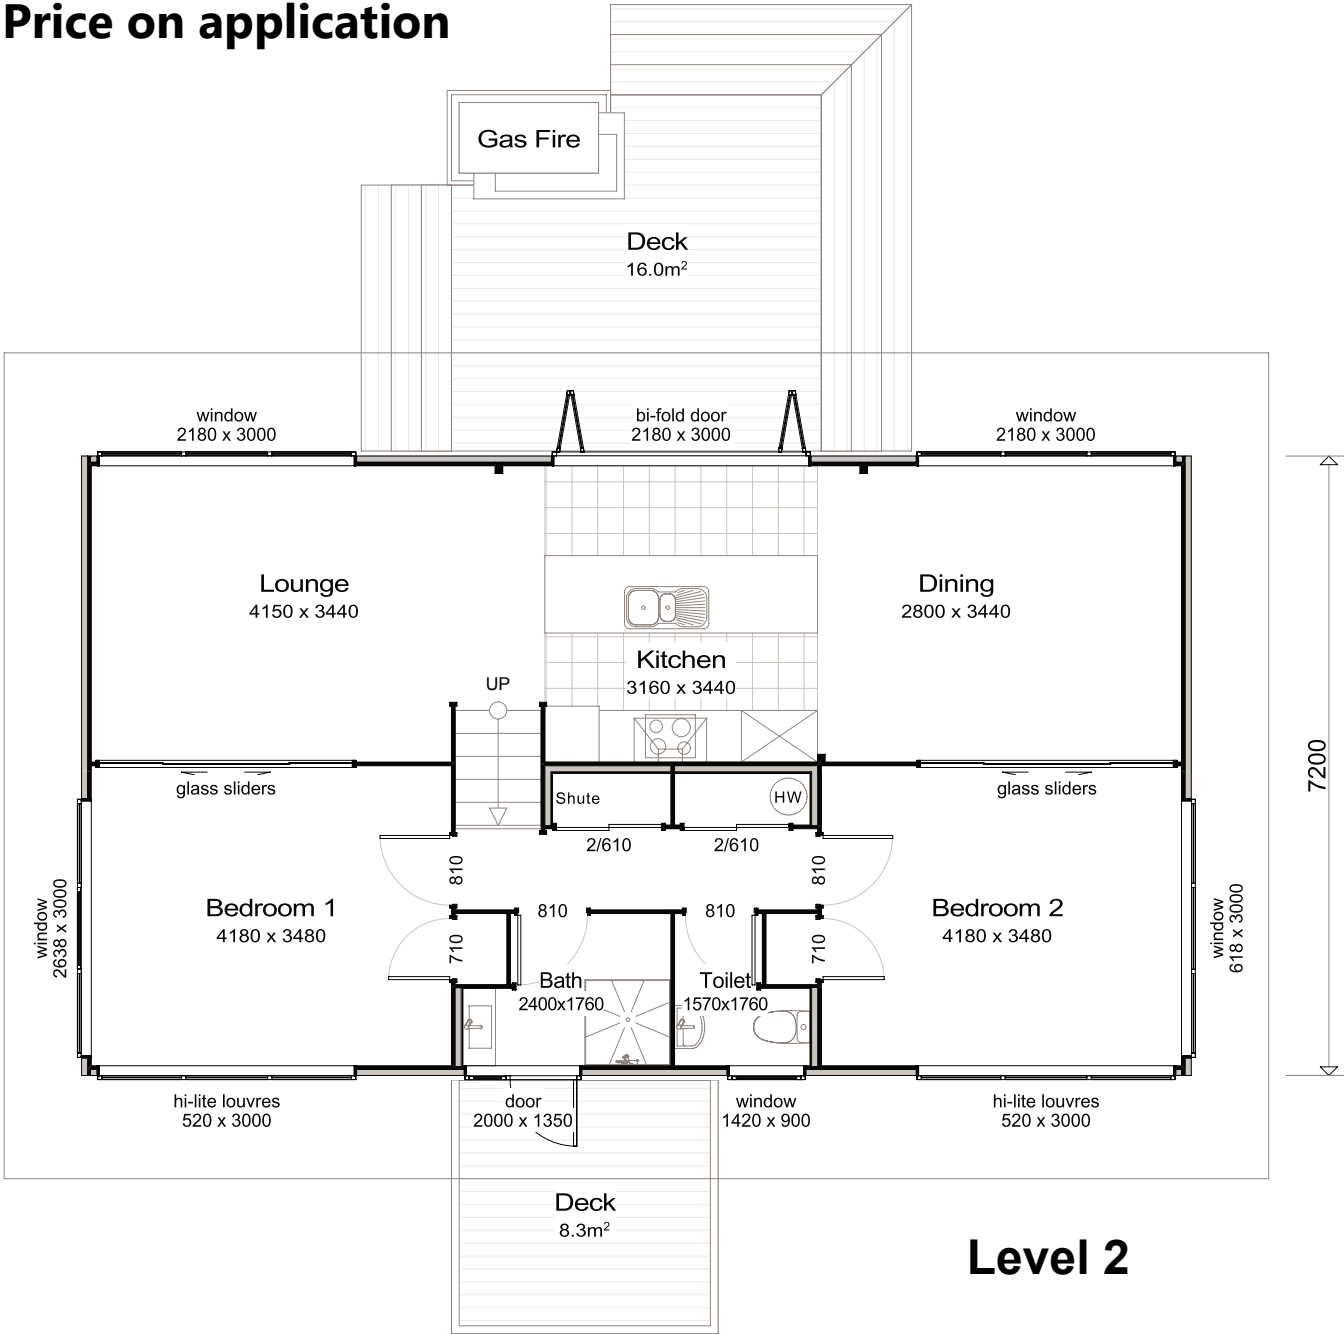 Price on application
Gas Fire
Deck
16.0m²
window
2180 x 3000
bi-fold door
2180 x 3000
window
2180 x 3000
Lounge
4150 x 3440
Dining
2800 x 3440
Kitchen
3160 x 3440
UP
7200
glass sliders
Shute
HW
glass sliders
2/610
2/610
810
810
window
2638 x 3000
Bedroom 1
4180 x 3480
810
810
Bedroom 2
4180 x 3480
window
618 x 3000
710
710
Bath
2400x1760
Toilet
1570x1760
hi-lite louvres
520 x 3000
door
2000 x 1350
window
1420 x 900
hi-lite louvres
520 x 3000
Deck
8.3m²
Level 2